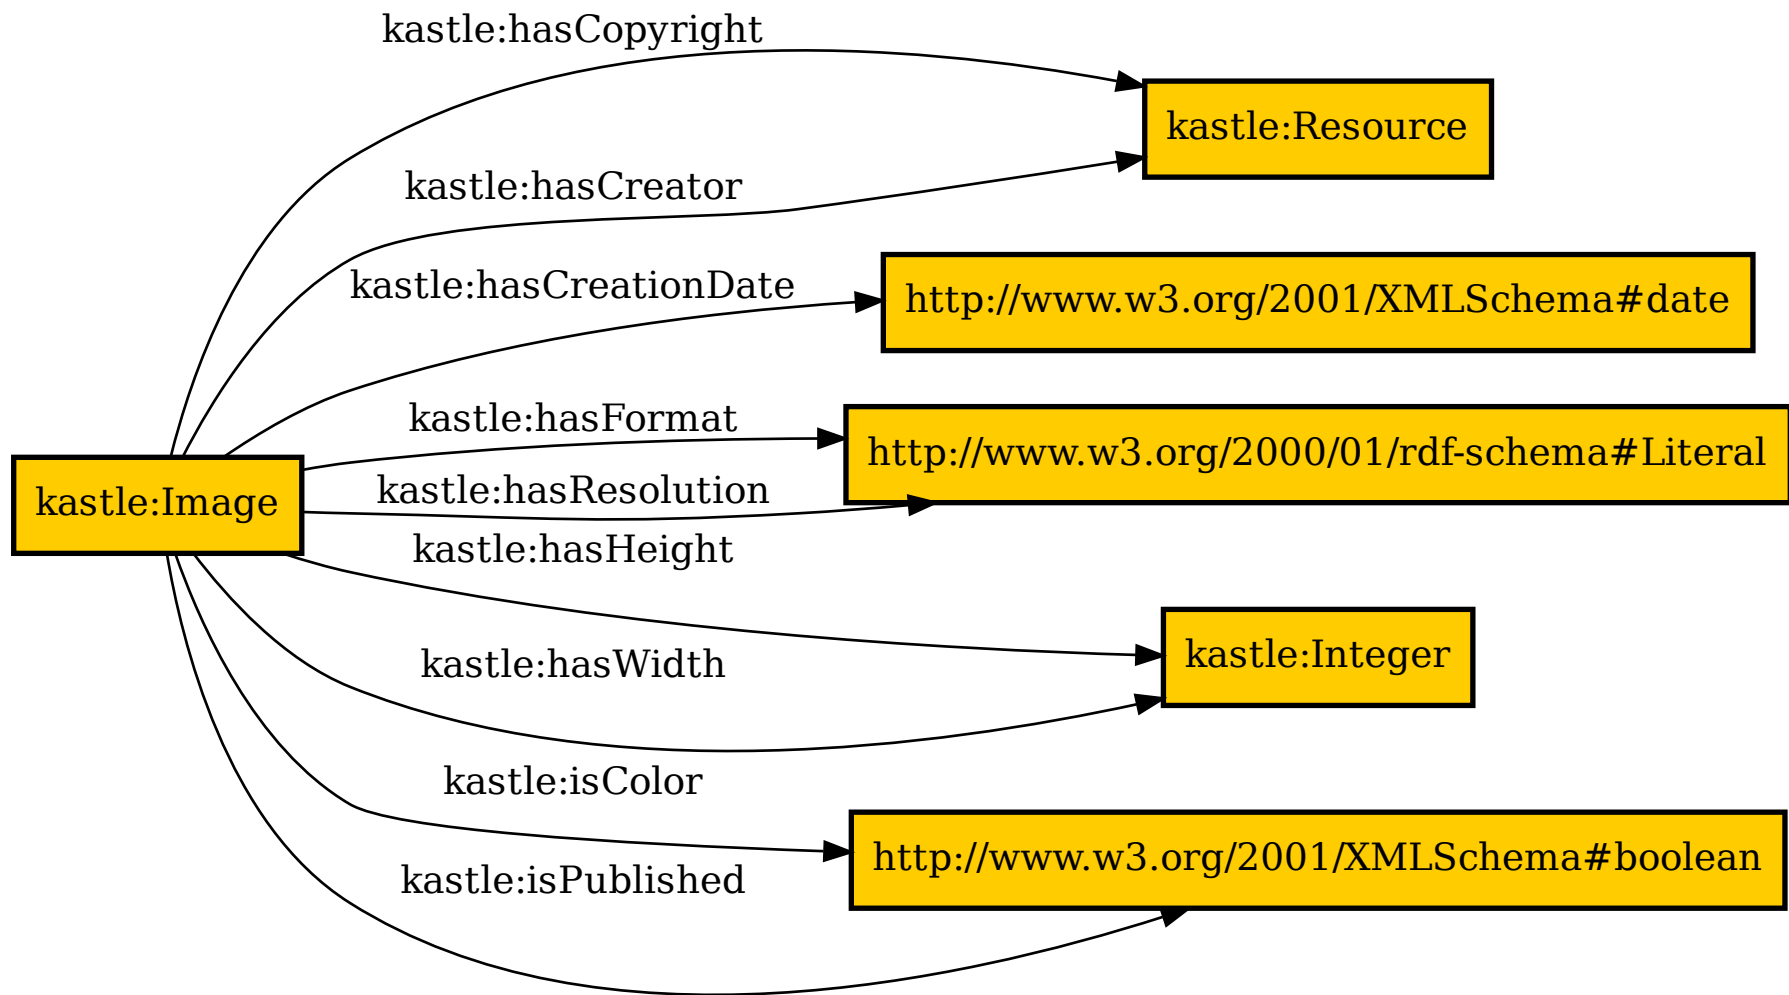 kastle:hasCopyright
kastle:Resource
kastle:hasCreator
kastle:hasCreationDate
http://www.w3.org/2001/XMLSchema#date
kastle:hasFormat
http://www.w3.org/2000/01/rdf-schema#Literal
kastle:Image
kastle:hasResolution
kastle:hasHeight
kastle:Integer
kastle:hasWidth
kastle:isColor
http://www.w3.org/2001/XMLSchema#boolean
kastle:isPublished